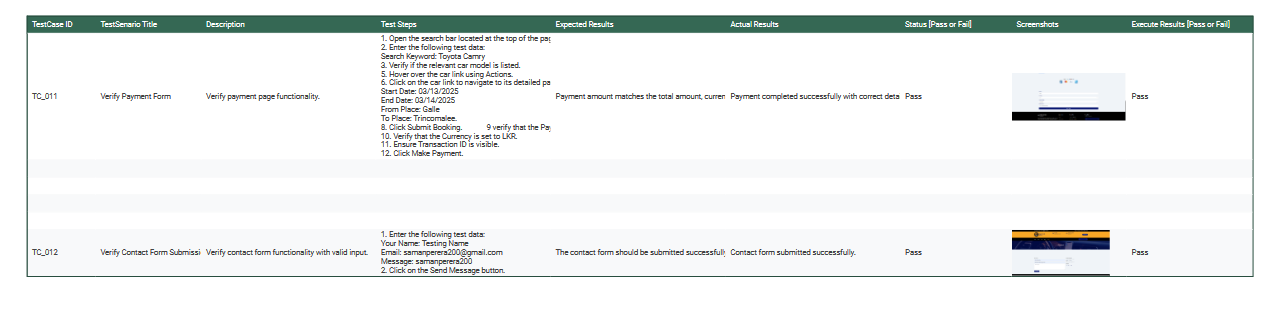 TestCase ID TestSenario Title Description Test Steps Expected Results Actual Results Status [Pass or Fail] Screenshots Execute Results [Pass or Fail]
1. Open the search bar located at the top of the pag
2. Enter the following test data:
Search Keyword: Toyota Camry
3. Verify if the relevant car model is listed.
5. Hover over the car link using Actions.
6. Click on the car link to navigate to its detailed pa
Start Date: 03/13/2025
TC_011 Verify Payment Form Verify payment page functionality. End Date: 03/14/2025 Payment amount matches the total amount, curren Payment completed successfully with correct deta Pass Pass
From Place: Galle
To Place: Trincomalee.
8. Click Submit Booking. 9 verify that the Pay
10. Verify that the Currency is set to LKR.
11. Ensure Transaction ID is visible.
12. Click Make Payment.
1. Enter the following test data:
Your Name: Testing Name
TC_012 Verify Contact Form Submissi Verify contact form functionality with valid input. Email: samanperera200@gmail.com The contact form should be submitted successfully Contact form submitted successfully. Pass Pass
Message: samanperera200
2. Click on the Send Message button.